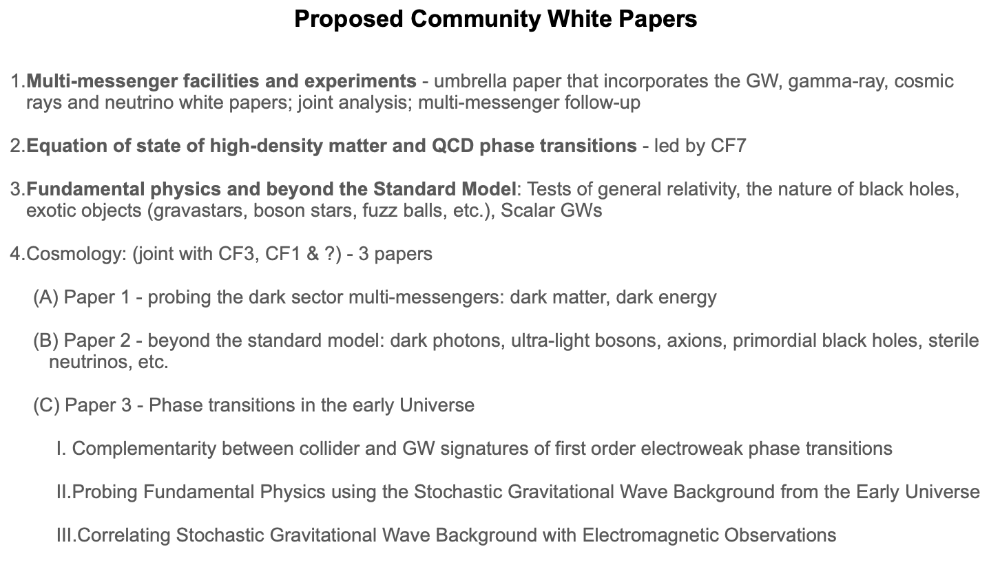 Proposed Community White Papers
1.Multi-messenger facilities and experiments - umbrella paper that incorporates the GW, gamma-ray, cosmic
rays and neutrino white papers; joint analysis; multi-messenger follow-up
2.Equation of state of high-density matter and QCD phase transitions - led by CF7
3.Fundamental physics and beyond the Standard Model: Tests of general relativity, the nature of black holes,
exotic objects (gravastars, boson stars, fuzz balls, etc.), Scalar GWs
4.Cosmology: (joint with CF3, CF1 & ?) - 3 papers
(A) Paper 1 - probing the dark sector multi-messengers: dark matter, dark energy
(B) Paper 2 - beyond the standard model: dark photons, ultra-light bosons, axions, primordial black holes, sterile
neutrinos, etc.
(C) Paper 3 - Phase transitions in the early Universe
I. Complementarity between collider and GW signatures of first order electroweak phase transitions
II.Probing Fundamental Physics using the Stochastic Gravitational Wave Background from the Early Universe
III.Correlating Stochastic Gravitational Wave Background with Electromagnetic Observations